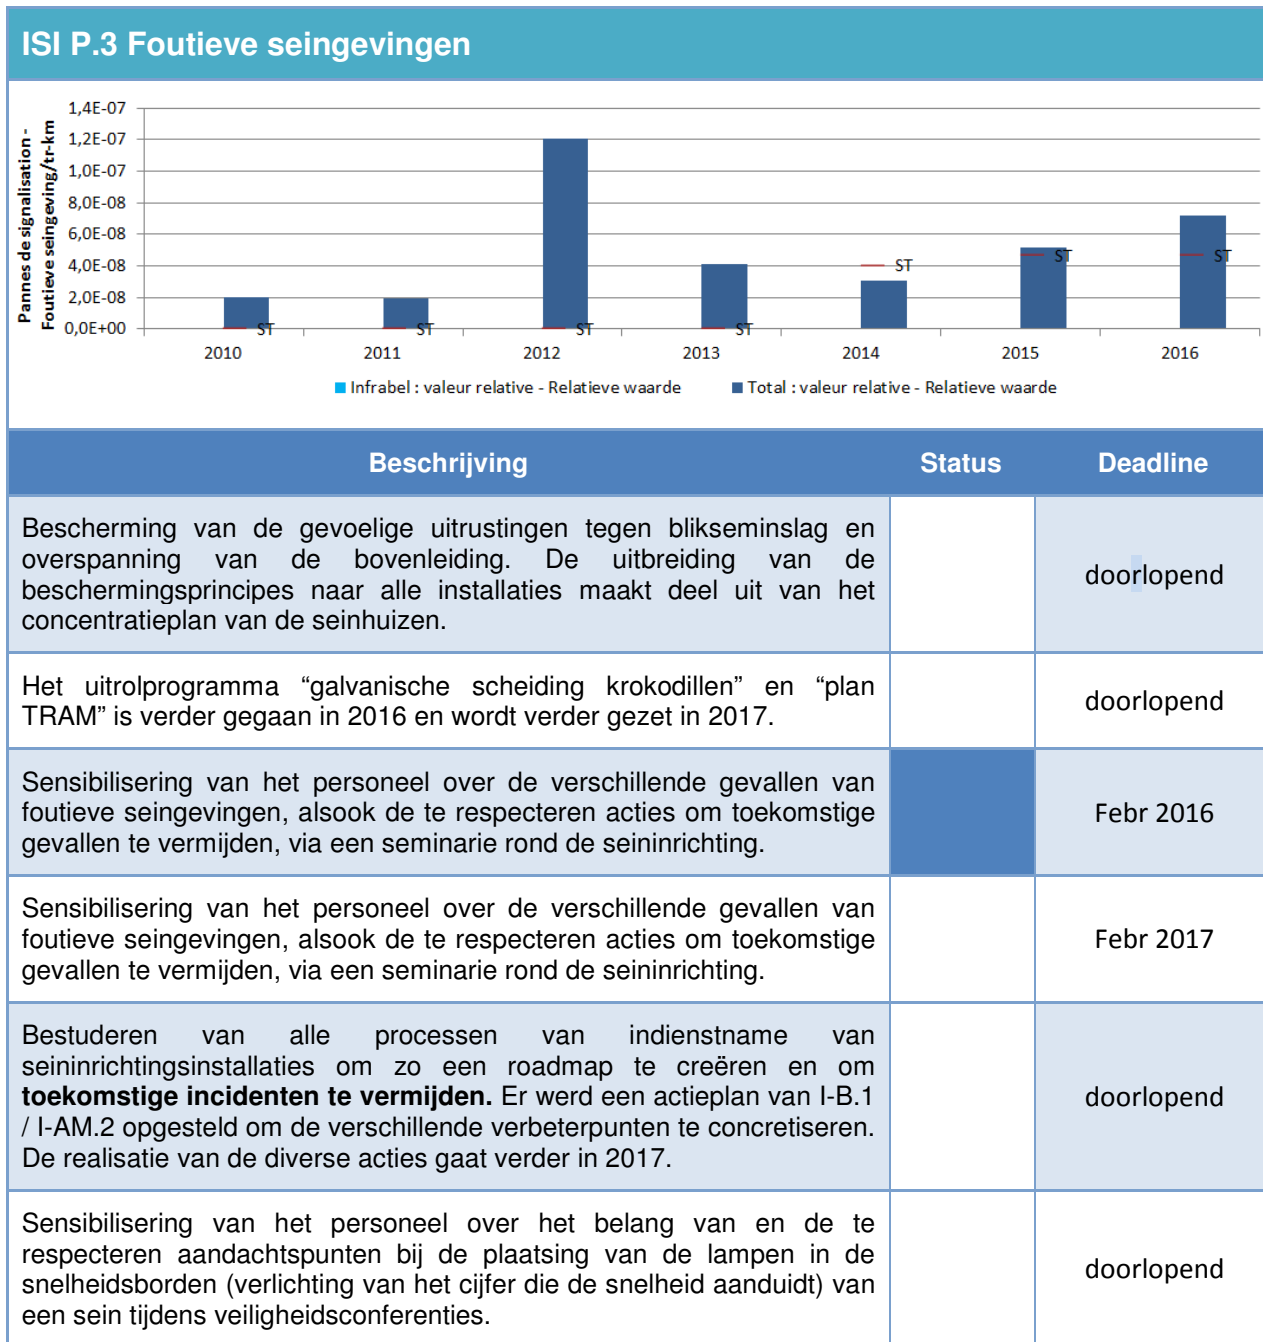 ISI P.3 Foutieve seingevingen
Pannes de signalisation -
Foutieve seingeving/tr-km
1,4E-07
1,2E-07
1,0E-07
8,0E-08
6,0E-08
4,0E-08
2,0E-08
0,0E+00
ST
ST
ST
ST
ST
ST
ST
2010
2011
2012
2013
2014
2015
2016
Infrabel : valeur relative - Relatieve waarde
Total : valeur relative - Relatieve waarde
Beschrijving
Status
Deadline
Bescherming van de gevoelige uitrustingen tegen blikseminslag en
overspanning van de bovenleiding. De uitbreiding van de
beschermingsprincipes naar alle installaties maakt deel uit van het
concentratieplan van de seinhuizen.
doorlopend
Het uitrolprogramma “galvanische scheiding krokodillen” en “plan
TRAM” is verder gegaan in 2016 en wordt verder gezet in 2017.
doorlopend
Sensibilisering van het personeel over de verschillende gevallen van
foutieve seingevingen, alsook de te respecteren acties om toekomstige
gevallen te vermijden, via een seminarie rond de seininrichting.
Febr 2016
Sensibilisering van het personeel over de verschillende gevallen van
foutieve seingevingen, alsook de te respecteren acties om toekomstige
gevallen te vermijden, via een seminarie rond de seininrichting.
Febr 2017
Bestuderen van alle processen van indienstname van
seininrichtingsinstallaties om zo een roadmap te creëren en om
toekomstige incidenten te vermijden. Er werd een actieplan van I-B.1
/ I-AM.2 opgesteld om de verschillende verbeterpunten te concretiseren.
De realisatie van de diverse acties gaat verder in 2017.
doorlopend
Sensibilisering van het personeel over het belang van en de te
respecteren aandachtspunten bij de plaatsing van de lampen in de
snelheidsborden (verlichting van het cijfer die de snelheid aanduidt) van
een sein tijdens veiligheidsconferenties.
doorlopend